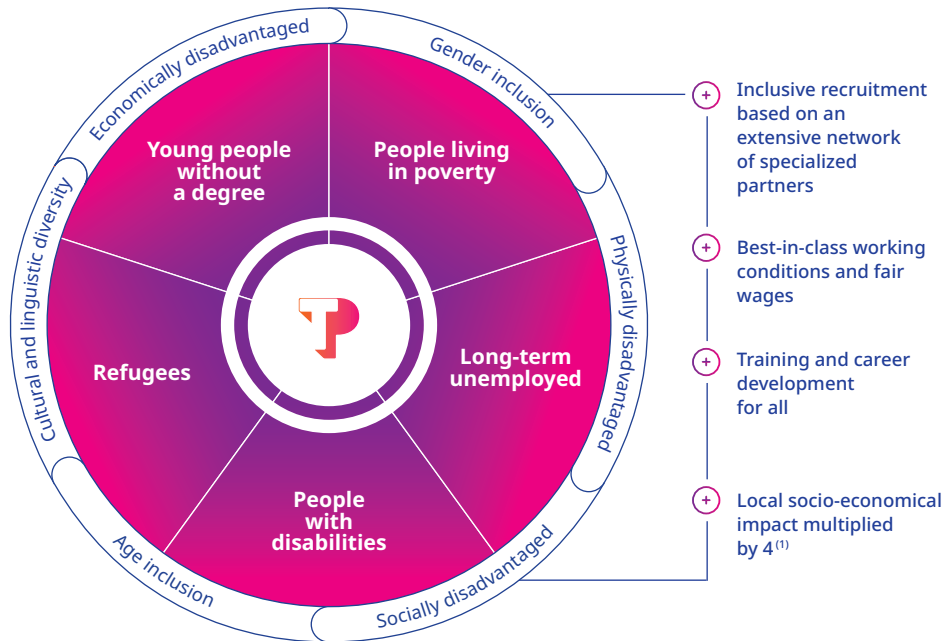 Economically disadvantaged
Gender inclusion
Physically disadvantaged
Socially disadvantaged
Age inclusion
Cultural and linguistic diversity
Young people
without
a degree
People living
in poverty
Long-term
unemployed
People
with
disabilities
Refugees
TP
+
Inclusive recruitment
based on an
extensive network
of specialized
partners
+
Best-in-class working
conditions and fair
wages
+
Training and career
development
for all
+
Local socio-economical
impact multiplied
by 4(1)